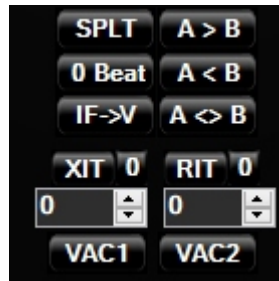 SPLT A > B
0 Beat A < B
IF->V A <> B
XIT 0 RIT 0
0 0
VAC1 VAC2